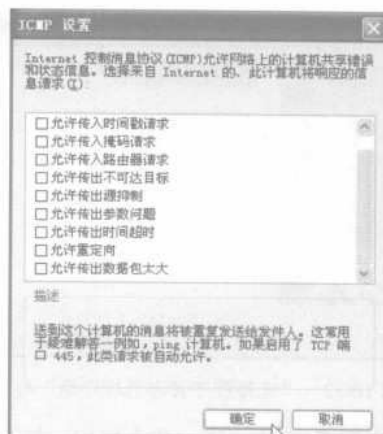 ICMP 设置
Internet 控制消息协议(ICMP)允许网络上的计算机共享错误
和状态信息。选择来自 Internet 的、此计算机将响应的信
息请求(I):
允许传入时间戳请求
允许传入掩码请求
允许传入路由器请求
允许传出不可达目标
允许传出源抑制
允许传出参数问题
允许传出时间超时
允许重定向
允许传出数据包太大
描述
送到这个计算机的消息将被重复发送给发件人。这常用
于疑难解答—例如，ping 计算机。如果启用了 TCP 端
口 445，此类请求被自动允许。
确定
取消